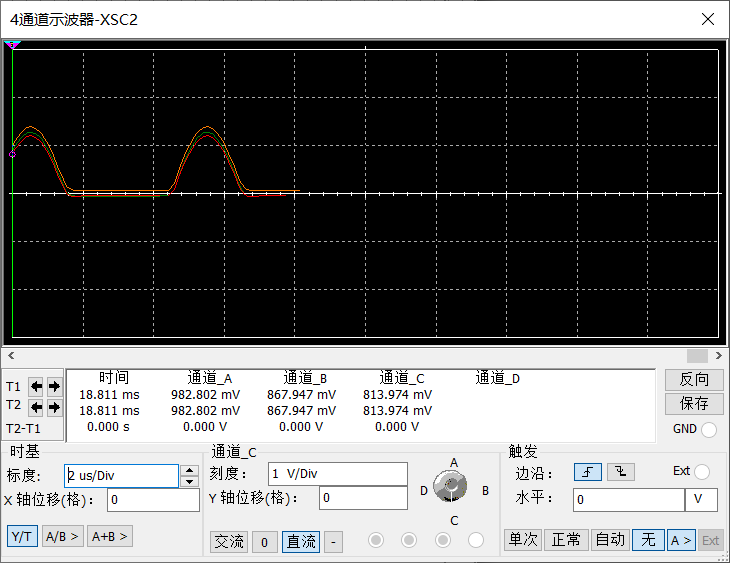 4通道示波器-XSC2
时间 通道_A 通道_B 通道_C 通道_D
T1 18.811 ms 982.802 mV 867.947 mV 813.974 mV
T2 18.811 ms 982.802 mV 867.947 mV 813.974 mV
T2-T1 0.000 s 0.000 V 0.000 V 0.000 V
反向
保存
GND
时基
标度: 2 us/Div
X 轴位移(格): 0
Y/T A/B > A+B >
通道_C
刻度: 1 V/Div
Y 轴位移(格): 0
交流 0 直流 -
A
D B
C
触发
边沿: Ext
水平: 0 V
单次 正常 自动 无 A > Ext